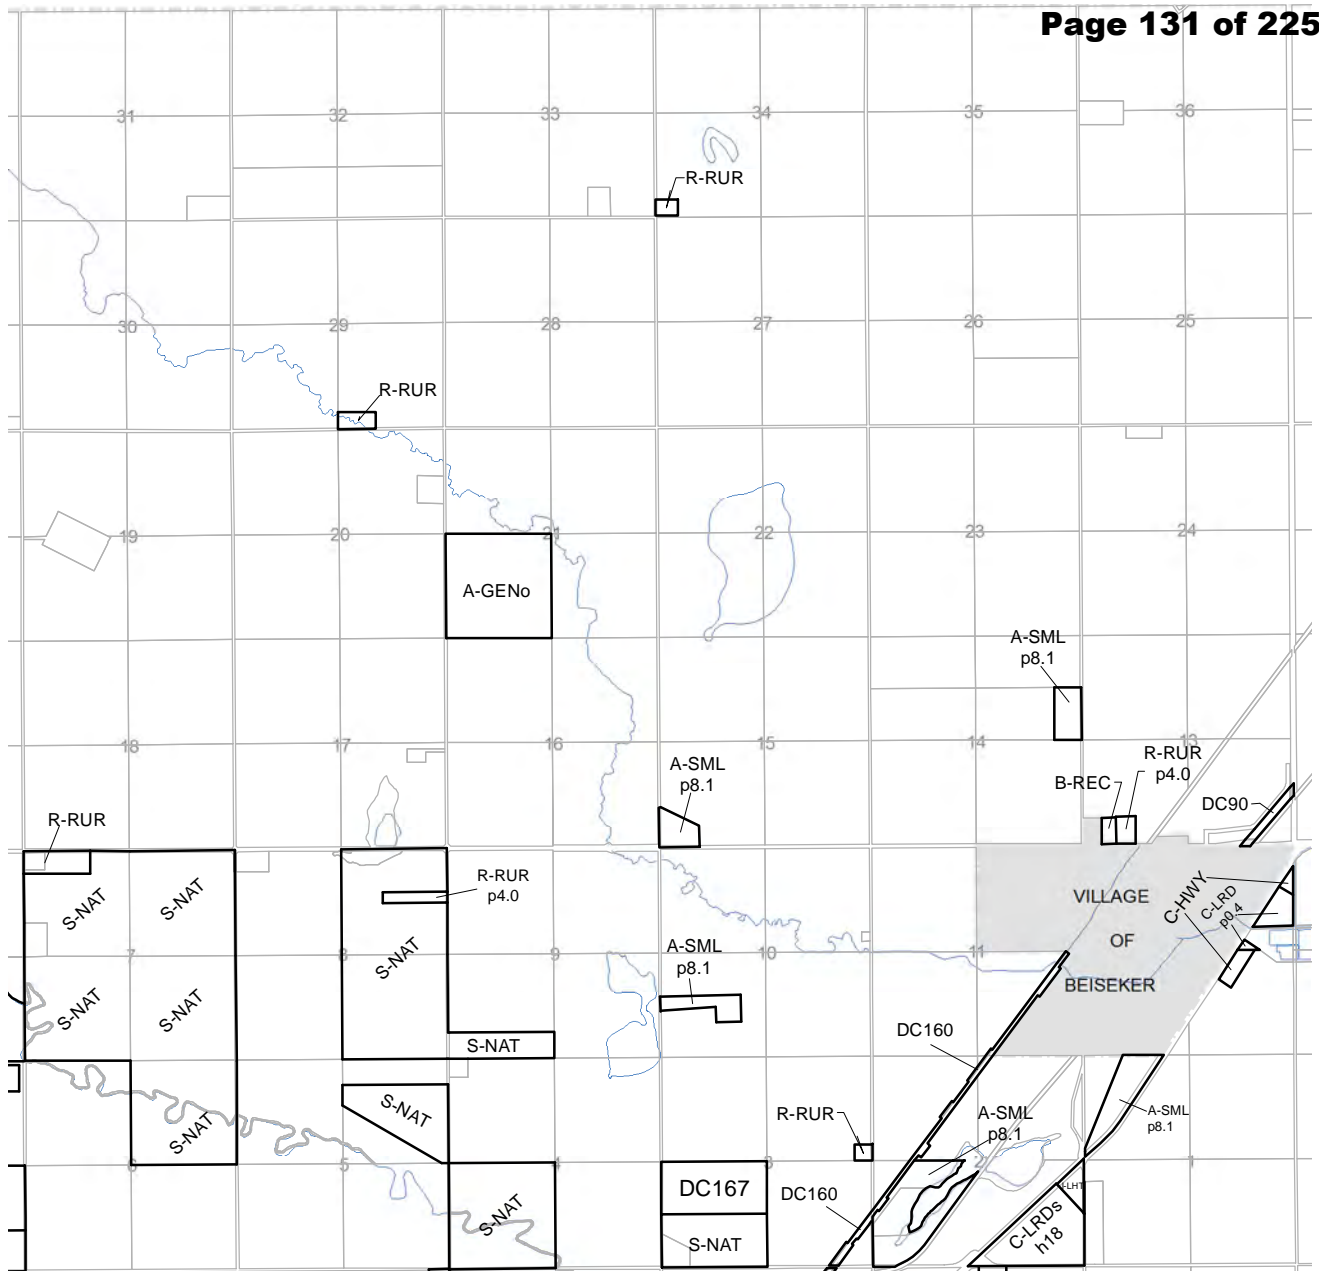 Page 131 of 225
31
32
33
34
35
36
R-RUR
30
29
28
27
26
25
R-RUR
19
20
21
22
23
24
A-GENo
A-SML
p8.1
18
17
16
15
14
13
A-SML
p8.1
B-REC
R-RUR
p4.0
DC90
R-RUR
R-RUR
p4.0
S-NAT
S-NAT
VILLAGE
OF
BEISEKER
C-HWY
C-LRD
p0.4
7
8
9
10
11
S-NAT
A-SML
p8.1
S-NAT
S-NAT
S-NAT
DC160
S-NAT
S-NAT
R-RUR
A-SML
p8.1
A-SML
p8.1
6
5
4
3
2
1
DC167
DC160
S-NAT
S-NAT
C-LRDs
h18